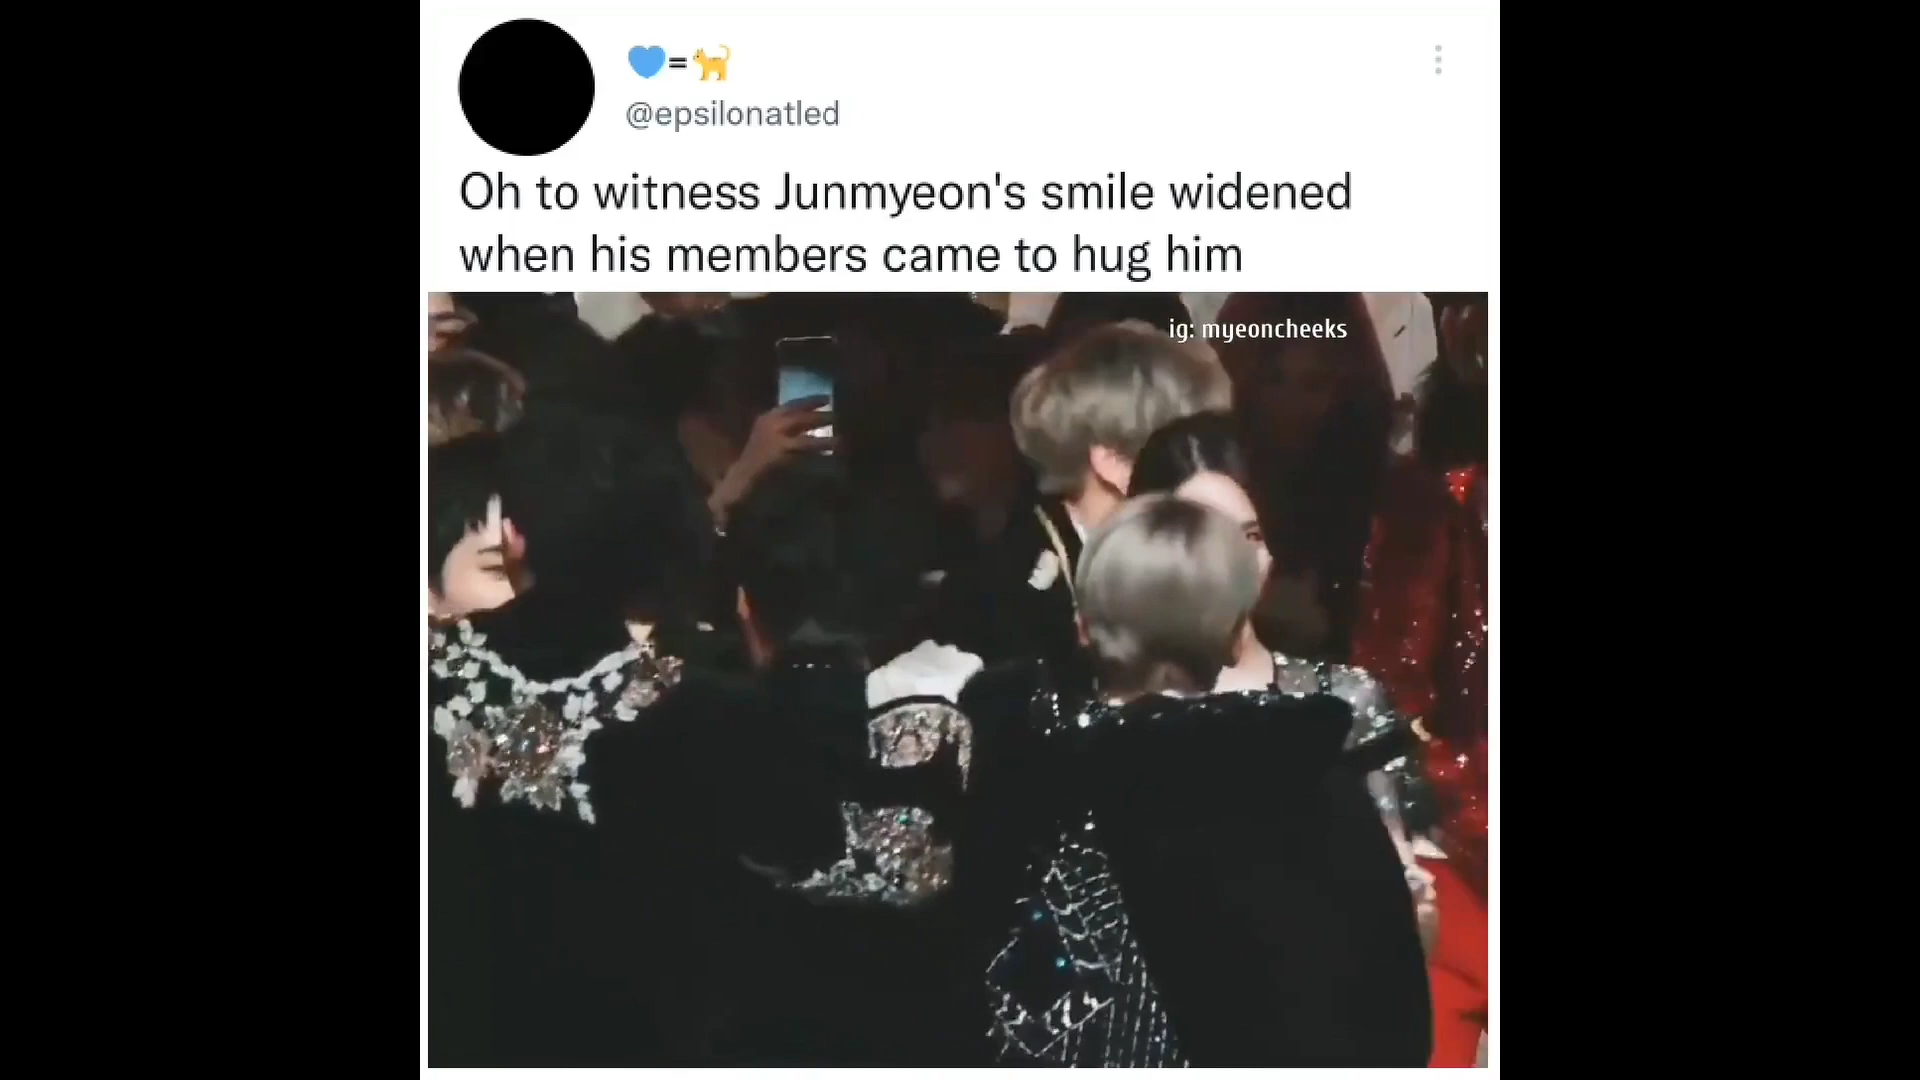 💙=🐈
@epsilonatled
Oh to witness Junmyeon's smile widened
when his members came to hug him
ig: myeoncheeks